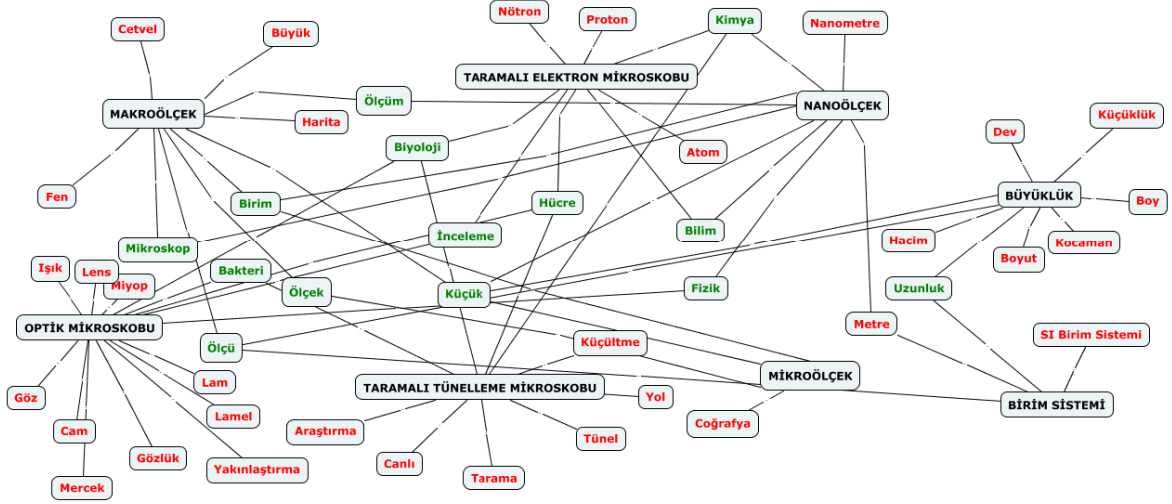 Nötron
Kimya
Proton
Nanometre
Cetvel
Büyük
TARAMALI ELEKTRON MİKROSKOBU
Ölçüm
NANOÖLÇEK
MAKROÖLÇEK
Harita
Küçüklük
Dev
Biyoloji
Atom
Fen
Birim
Hücre
BÜYÜKLÜK
Boy
Mikroskop
İnceleme
Bilim
Hacim
Kocaman
Boyut
Işık
Lens
Miyop
Bakteri
Ölçek
Küçük
Fizik
Uzunluk
OPTİK MİKROSKOBU
Metre
SI Birim Sistemi
Ölçü
Küçültme
Lam
TARAMALI TÜNELLEME MİKROSKOBU
MİKROÖLÇEK
Göz
Yol
BİRİM SİSTEMİ
Lamel
Coğrafya
Cam
Araştırma
Tünel
Gözlük
Yakınlaştırma
Canlı
Tarama
Mercek